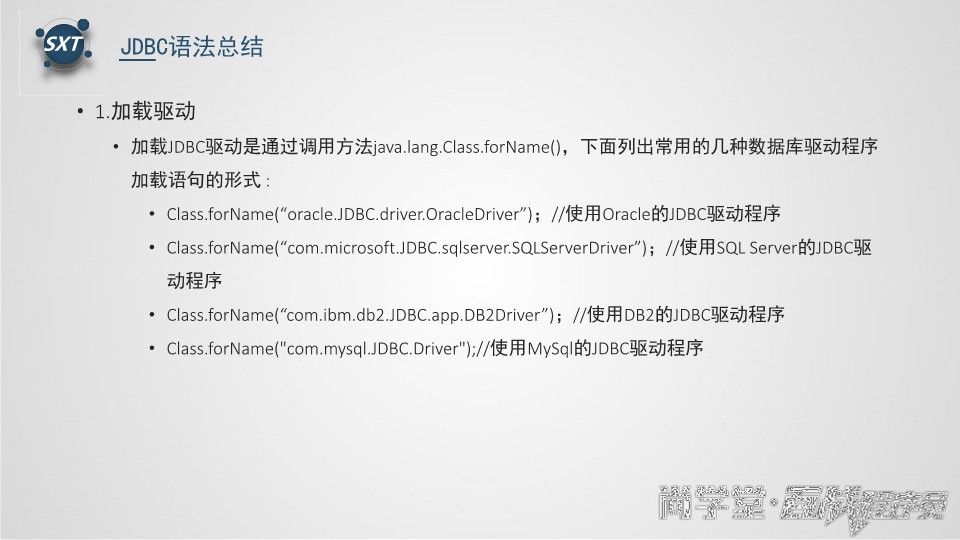 SXT
JDBC语法总结
• 1.加载驱动
• 加载JDBC驱动是通过调用方法java.lang.Class.forName()，下面列出常用的几种数据库驱动程序
加载语句的形式 :
• Class.forName(“oracle.JDBC.driver.OracleDriver”)；//使用Oracle的JDBC驱动程序
• Class.forName(“com.microsoft.JDBC.sqlserver.SQLServerDriver”)；//使用SQL Server的JDBC驱
动程序
• Class.forName(“com.ibm.db2.JDBC.app.DB2Driver”)；//使用DB2的JDBC驱动程序
• Class.forName("com.mysql.JDBC.Driver");//使用MySql的JDBC驱动程序
尚学堂·实战程序员